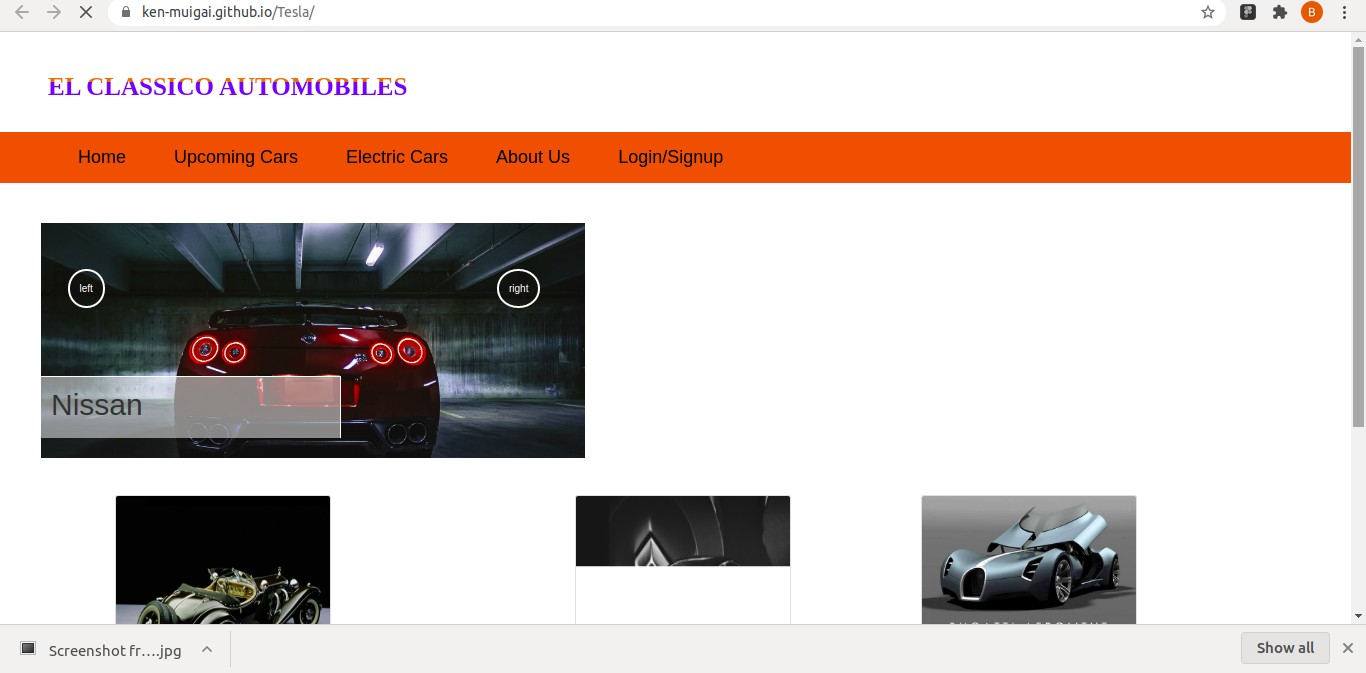 ken-muigai.github.io/Tesla/
B
EL CLASSICO AUTOMOBILES
Home Upcoming Cars Electric Cars About Us Login/Signup
left right
Nissan
Screenshot fr….jpg
Show all